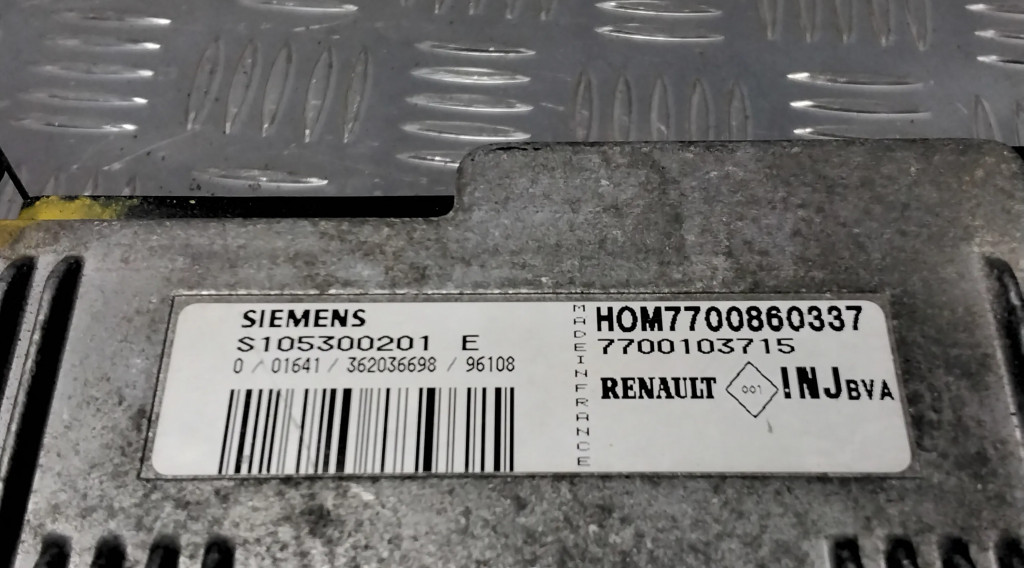 SIEMENS
S105300201 E
0 / 01641 / 362036698 / 96108
MADE IN FRANCE
HOM7700860337
7700103715
RENAULT 001 INJ BVA